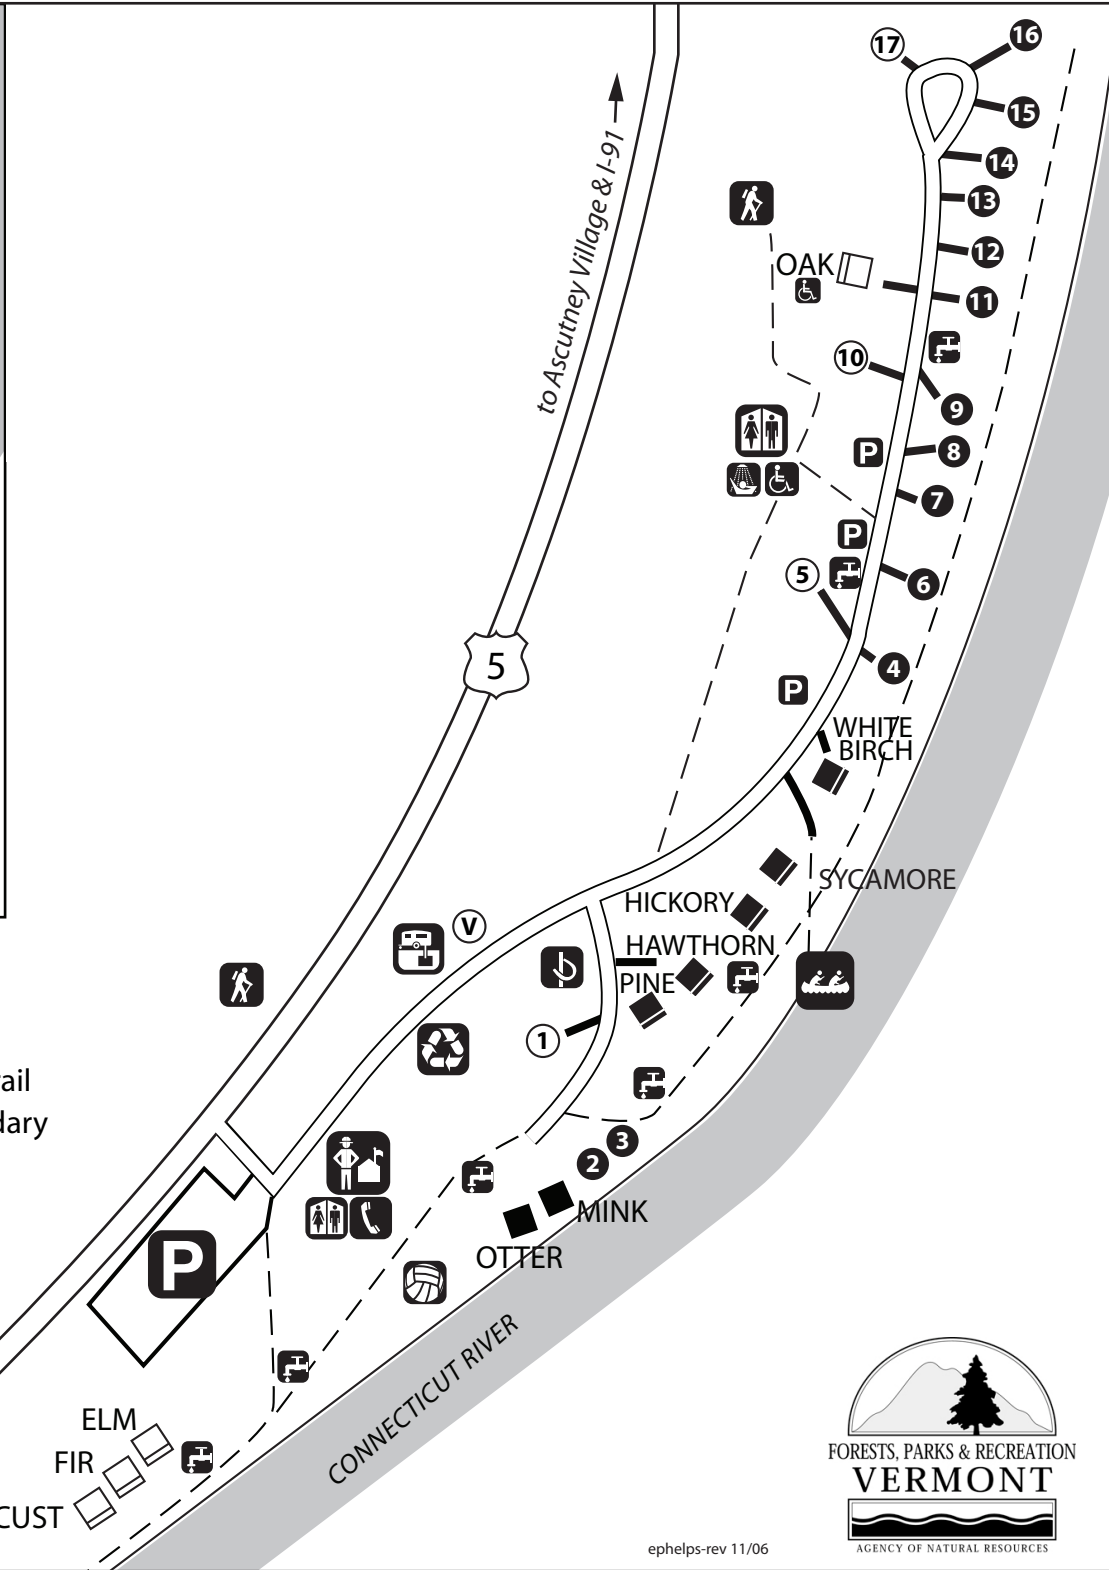 17
16
15
14
13
12
OAK
11
10
9
P
8
7
P
5
6
4
P
to Ascutney Village & I-91
5
WHITE
BIRCH
SYCAMORE
HICKORY
V
HAWTHORN
PINE
1
rail
dary
3
2
MINK
OTTER
P
CONNECTICUT RIVER
ELM
FIR
CUST
FORESTS, PARKS & RECREATION
VERMONT
AGENCY OF NATURAL RESOURCES
ephelps-rev 11/06